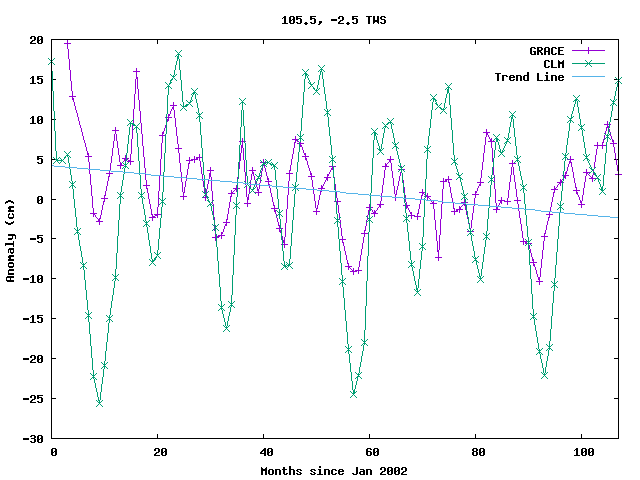 105.5, -2.5 TWS
GRACE
CLM
Trend Line
20
15
10
5
0
-5
-10
-15
-20
-25
-30
Anomaly (cm)
0 20 40 60 80 100
Months since Jan 2002